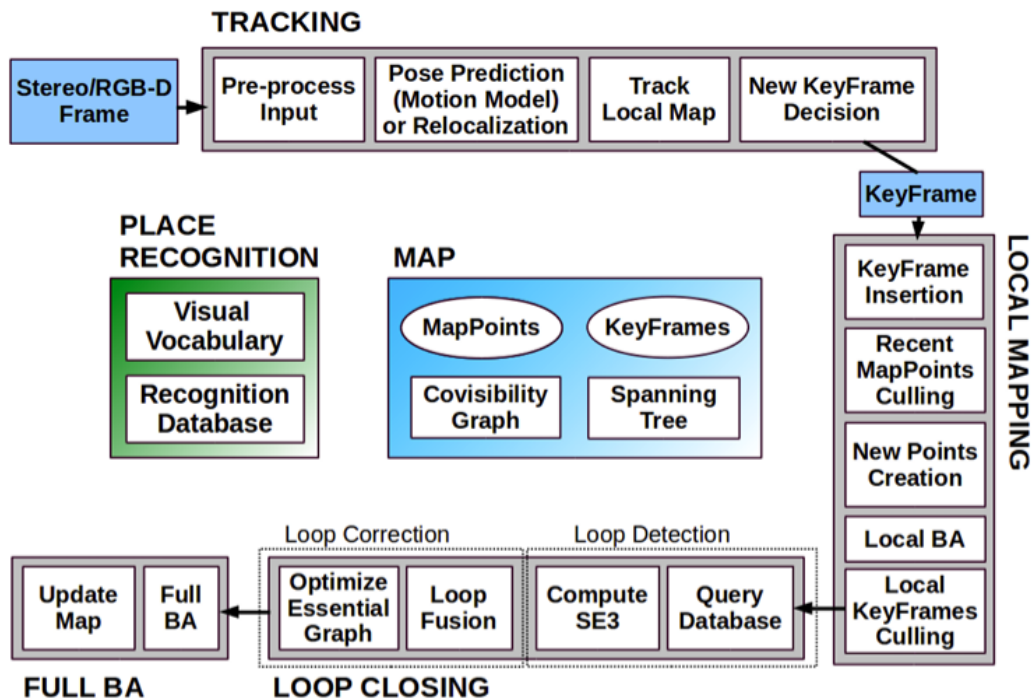 TRACKING
Stereo/RGB-D
Frame
Pre-process
Input
Pose Prediction
(Motion Model)
or Relocalization
Track
Local Map
New KeyFrame
Decision
KeyFrame
PLACE
RECOGNITION
Visual
Vocabulary
Recognition
Database
MAP
MapPoints
KeyFrames
Covisibility
Graph
Spanning
Tree
LOCAL MAPPING
KeyFrame
Insertion
Recent
MapPoints
Culling
New Points
Creation
Local BA
Local
KeyFrames
Culling
Loop Correction
Loop Detection
Update
Map
Full
BA
Optimize
Essential
Graph
Loop
Fusion
Compute
SE3
Query
Database
FULL BA
LOOP CLOSING